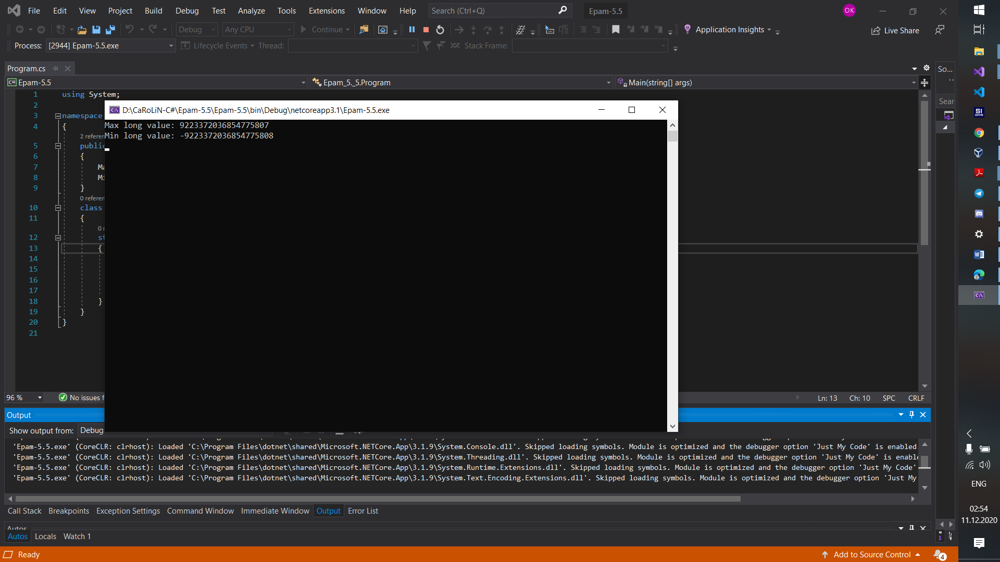 File Edit View Project Build Debug Test Analyze Tools Extensions Window Help Search (Ctrl+Q) Epam-5.5 OK
Debug Any CPU Continue Application Insights Live Share
Process: [2944] Epam-5.5.exe Lifecycle Events Thread: Stack Frame:
Program.cs
So...
C# Epam-5.5 Epam_5._5.Program Main(string[] args)
Sear
1 using System;
2
D:\CaRoLiN-C#\Epam-5.5\Epam-5.5\bin\Debug\netcoreapp3.1\Epam-5.5.exe
3 namespace
Max long value: 9223372036854775807
4 {
Min long value: -9223372036854775808
2 referen
5 public
6 {
7 Ma
8 Mi
9 }
0 referen
10 class
11 {
0 r
12 st
13 {
14
15
16
17
18 }
19 }
20 }
21
96 % No issues f Ln: 13 Ch: 10 SPC CRLF
Output
Show output from: Debug
'Epam-5.5.exe' (CoreCLR: clrhost): Loaded 'C:\Program Files\dotnet\shared\Microsoft.NETCore.App\3.1.9\System.Console.dll'. Skipped loading symbols. Module is optimized and the debugger option 'Just My Code' is enabled
'Epam-5.5.exe' (CoreCLR: clrhost): Loaded 'C:\Program Files\dotnet\shared\Microsoft.NETCore.App\3.1.9\System.Threading.dll'. Skipped loading symbols. Module is optimized and the debugger option 'Just My Code' is enable
'Epam-5.5.exe' (CoreCLR: clrhost): Loaded 'C:\Program Files\dotnet\shared\Microsoft.NETCore.App\3.1.9\System.Runtime.Extensions.dll'. Skipped loading symbols. Module is optimized and the debugger option 'Just My Code'
'Epam-5.5.exe' (CoreCLR: clrhost): Loaded 'C:\Program Files\dotnet\shared\Microsoft.NETCore.App\3.1.9\System.Text.Encoding.Extensions.dll'. Skipped loading symbols. Module is optimized and the debugger option 'Just My
Call Stack Breakpoints Exception Settings Command Window Immediate Window Output Error List
Autos
Autos Locals Watch 1
Ready Add to Source Control 4
SI
GAME
ENG
02:54
11.12.2020